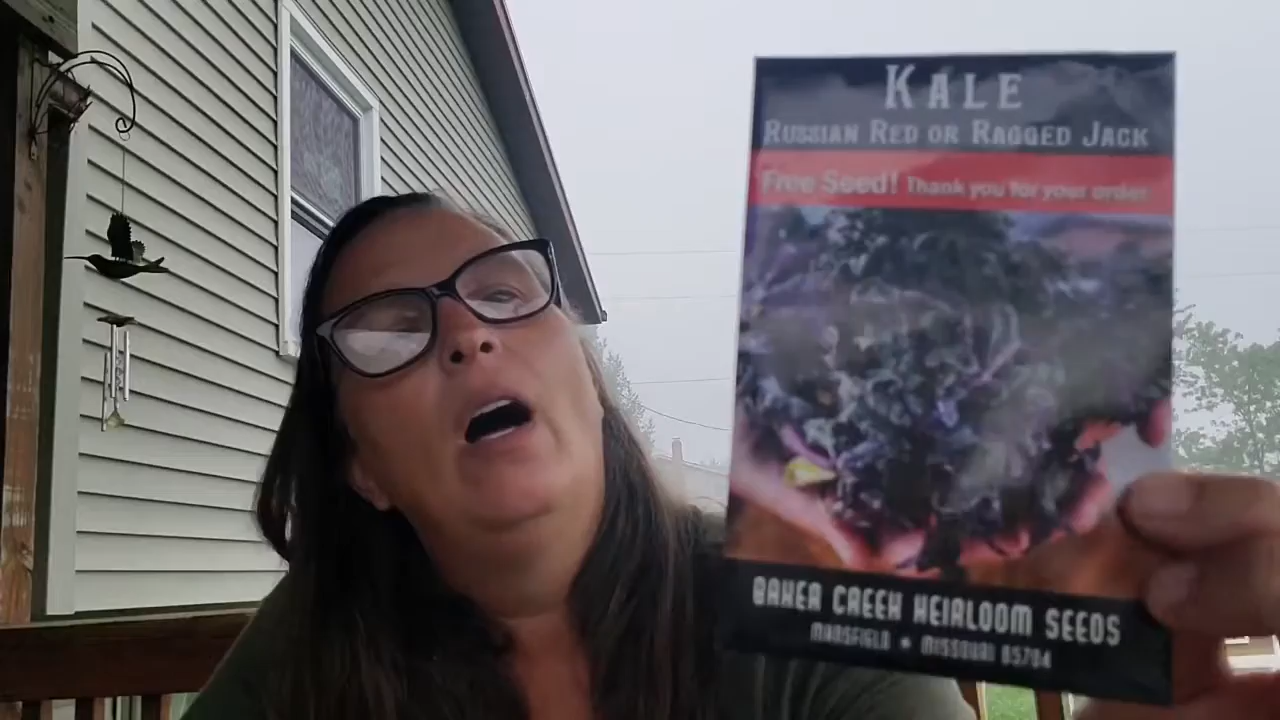 KALE
RUSSIAN RED OR RAGGED JACK
Free Seed! Thank you for your order.
BAKER CREEK HEIRLOOM SEEDS
MANSFIELD * MISSOURI 65704